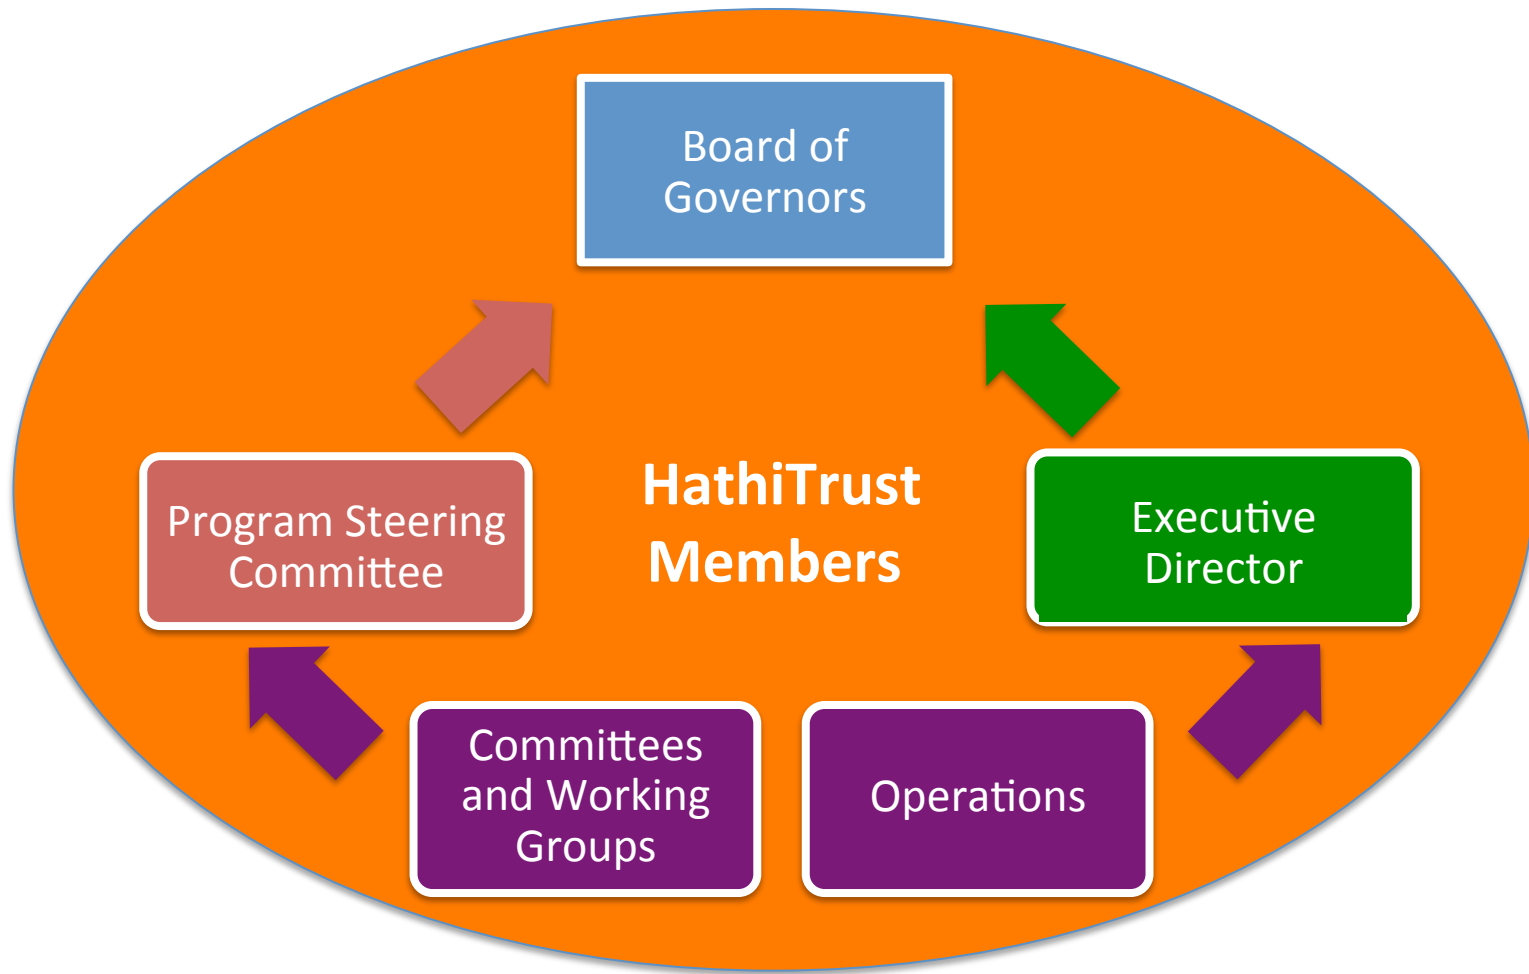 Board of
Governors
Program Steering
Committee
HathiTrust
Members
Executive
Director
Committees
and Working
Groups
Operations